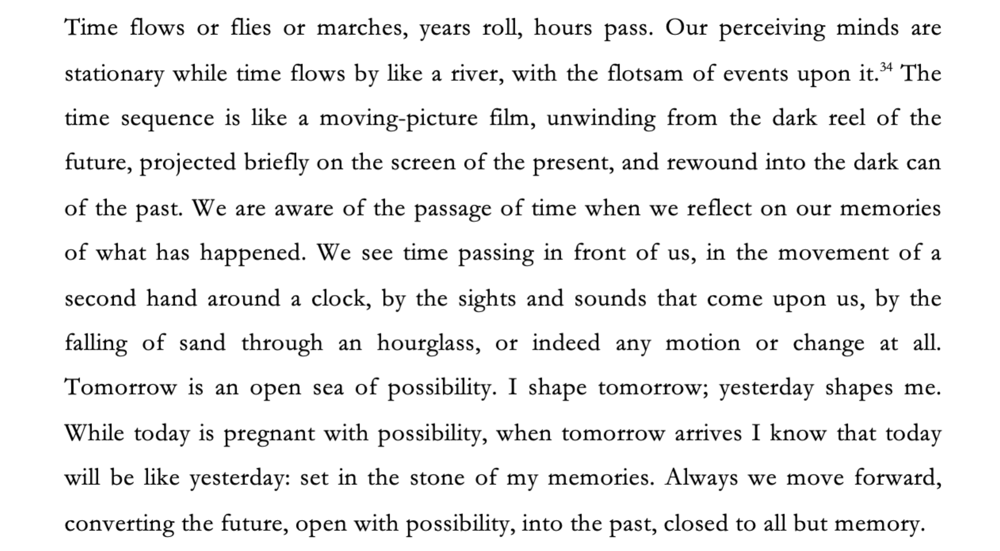 Time flows or flies or marches, years roll, hours pass. Our perceiving minds are
stationary while time flows by like a river, with the flotsam of events upon it.34 The
time sequence is like a moving-picture film, unwinding from the dark reel of the
future, projected briefly on the screen of the present, and rewound into the dark can
of the past. We are aware of the passage of time when we reflect on our memories
of what has happened. We see time passing in front of us, in the movement of a
second hand around a clock, by the sights and sounds that come upon us, by the
falling of sand through an hourglass, or indeed any motion or change at all.
Tomorrow is an open sea of possibility. I shape tomorrow; yesterday shapes me.
While today is pregnant with possibility, when tomorrow arrives I know that today
will be like yesterday: set in the stone of my memories. Always we move forward,
converting the future, open with possibility, into the past, closed to all but memory.